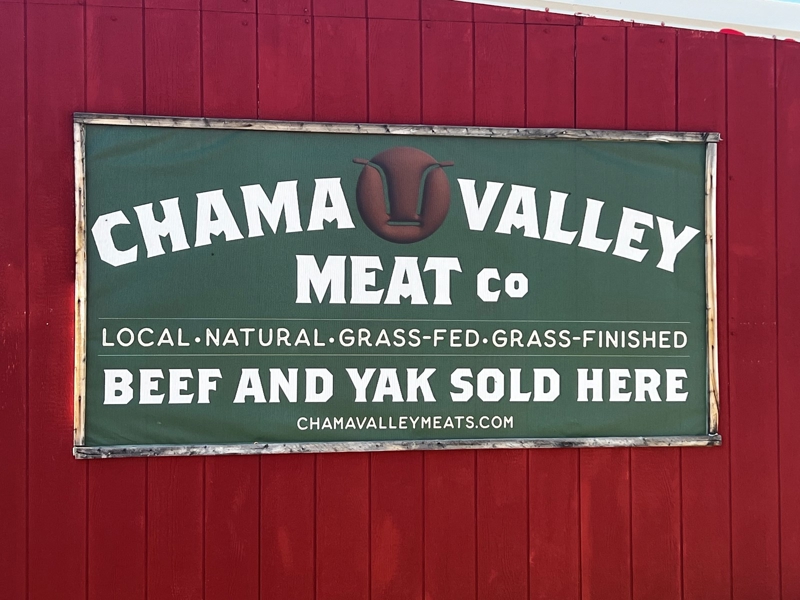 CHAMA VALLEY
MEAT CO
LOCAL•NATURAL•GRASS-FED•GRASS-FINISHED
BEEF AND YAK SOLD HERE
CHAMAVALLEYMEATS.COM